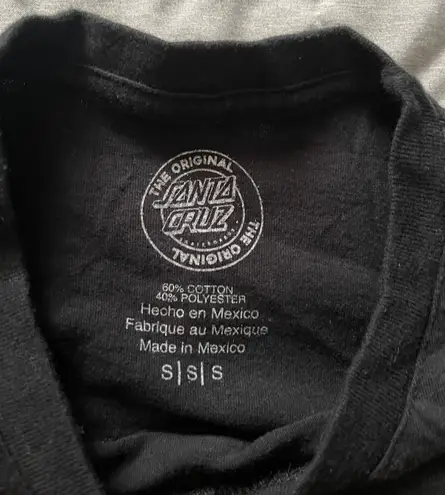 THE ORIGINAL
SANTA
CRUZ
SKATEBOARDS
THE ORIGINAL
60% COTTON
40% POLYESTER
Hecho en Mexico
Fabrique au Mexique
Made in Mexico
S|S|S